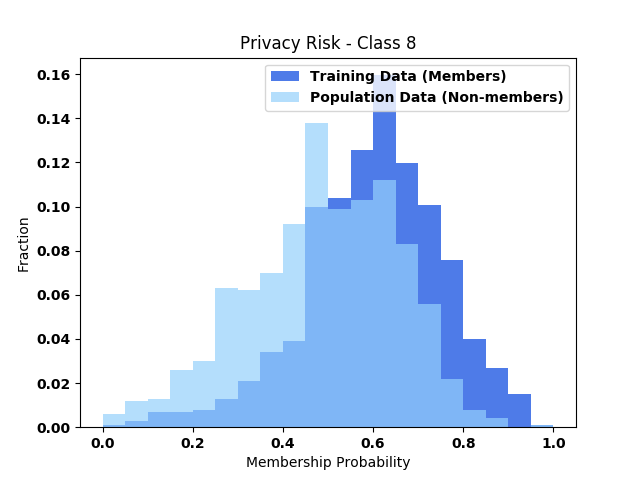 Privacy Risk - Class 8
Training Data (Members)
Population Data (Non-members)
Fraction
0.16
0.14
0.12
0.10
0.08
0.06
0.04
0.02
0.00
0.0 0.2 0.4 0.6 0.8 1.0
Membership Probability